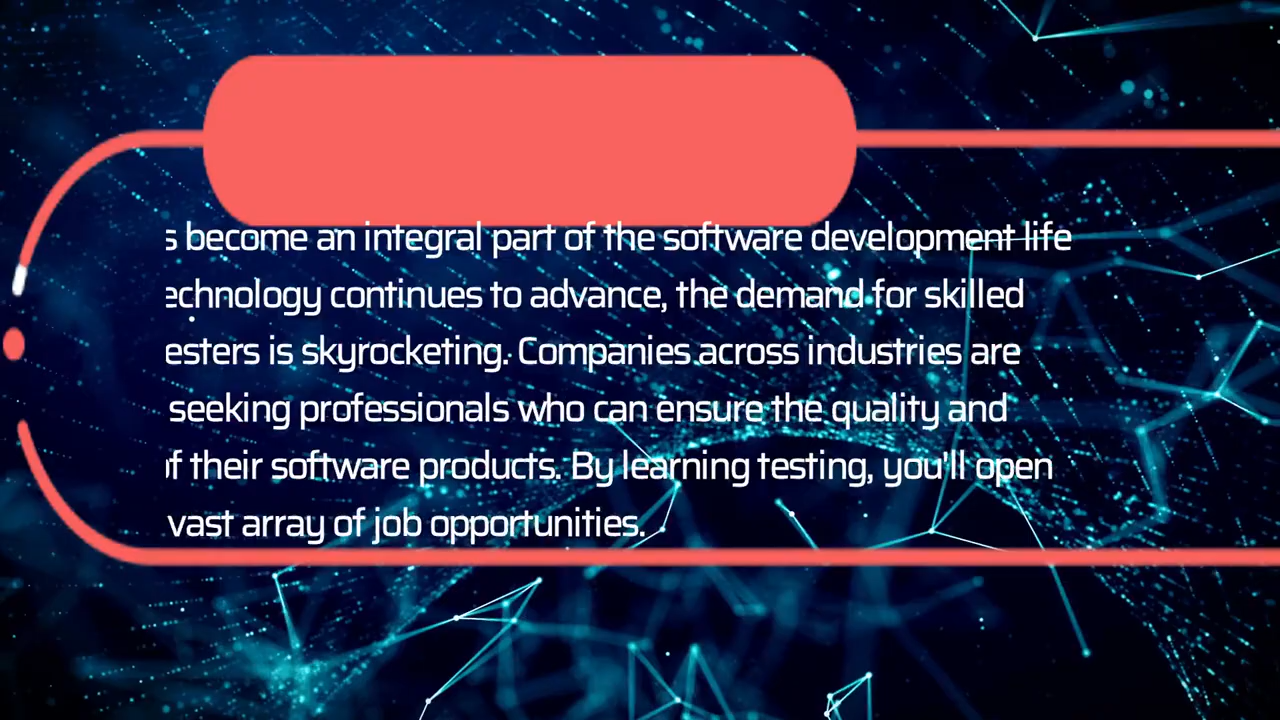 become an integral part of the software development life
continues to advance, the demand for skilled
is skyrocketing. Companies across industries are
seeking professionals who can ensure the quality and
their software products. By learning testing, you'll open
vast array of job opportunities.